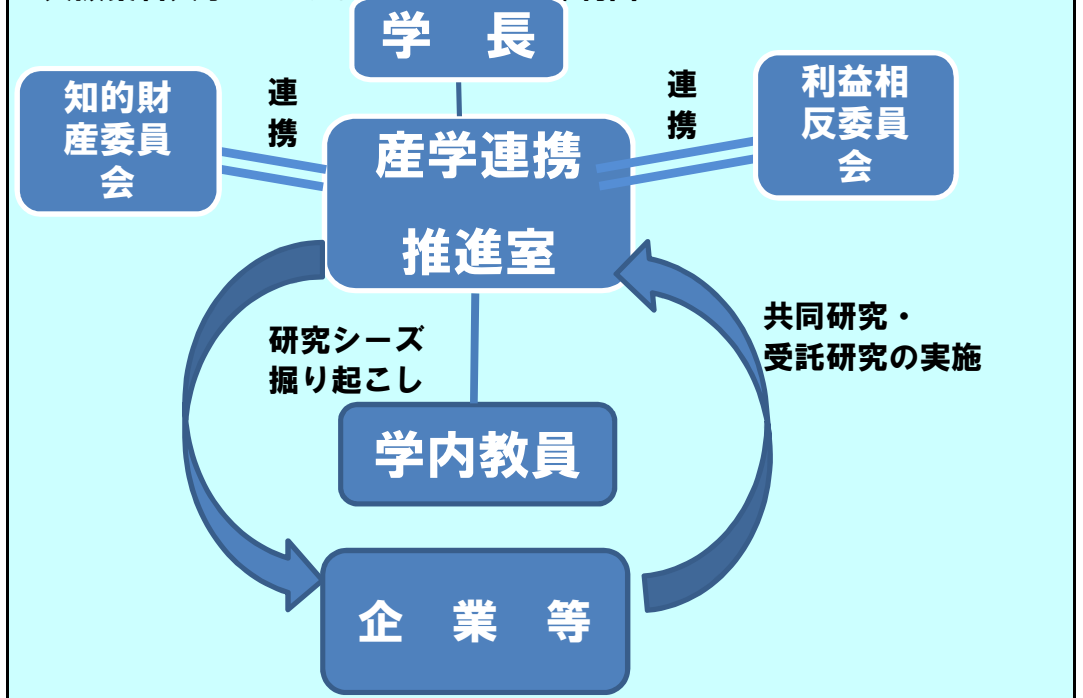 学　長
知的財
産委員
会
連
携
連
携
利益相
反委員
会
産学連携
推進室
研究シーズ
掘り起こし
共同研究・
受託研究の実施
学内教員
企　業　等